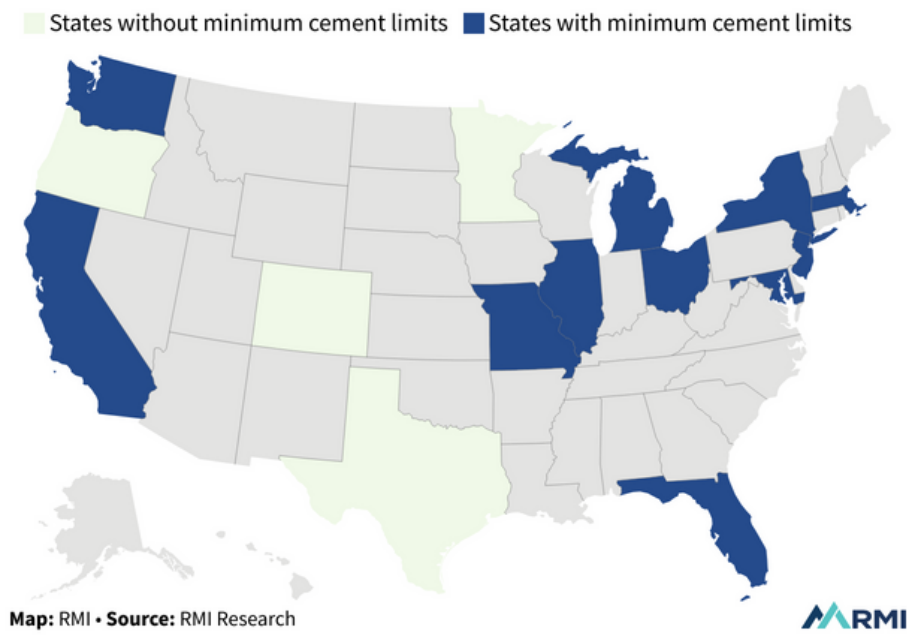 States without minimum cement limits States with minimum cement limits
Map: RMI • Source: RMI Research
RMI